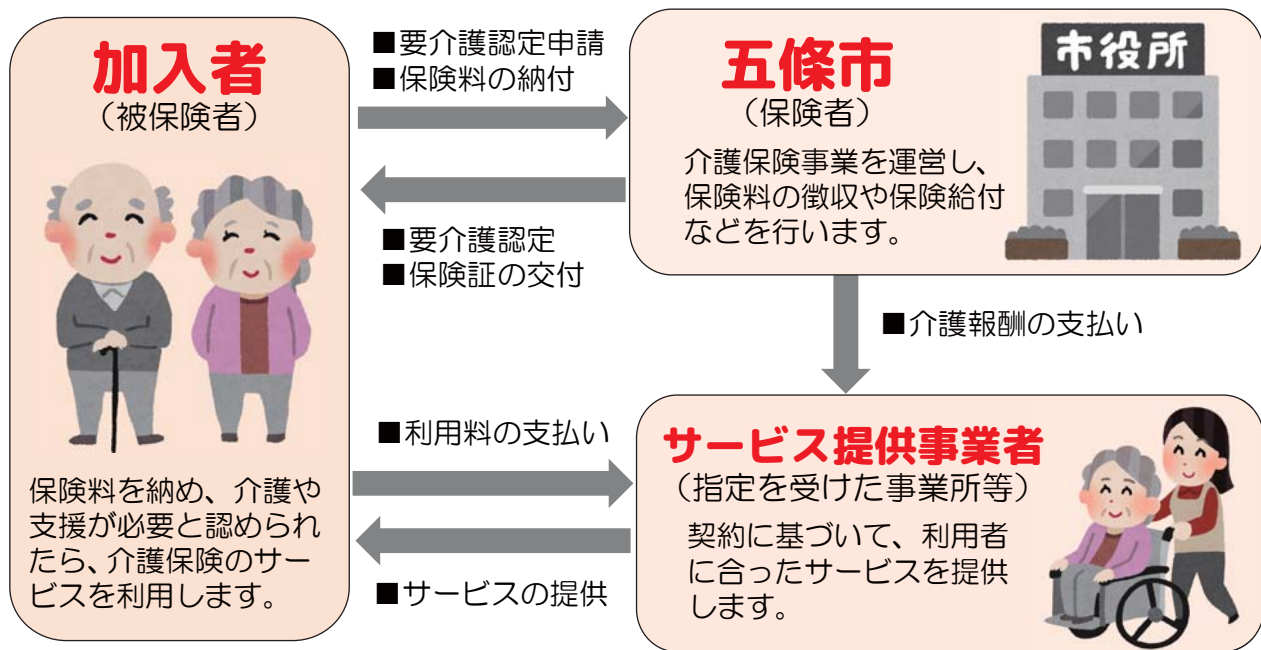 加入者
（被保険者）
保険料を納め、介護や
支援が必要と認められ
たら、介護保険のサー
ビスを利用します。
■要介護認定申請
■保険料の納付
■要介護認定
■保険証の交付
五條市
（保険者）
介護保険事業を運営し、
保険料の徴収や保険給付
などを行います。
市役所
■介護報酬の支払い
■利用料の支払い
■サービスの提供
サービス提供事業者
（指定を受けた事業所等）
契約に基づいて、利用者
に合ったサービスを提供
します。